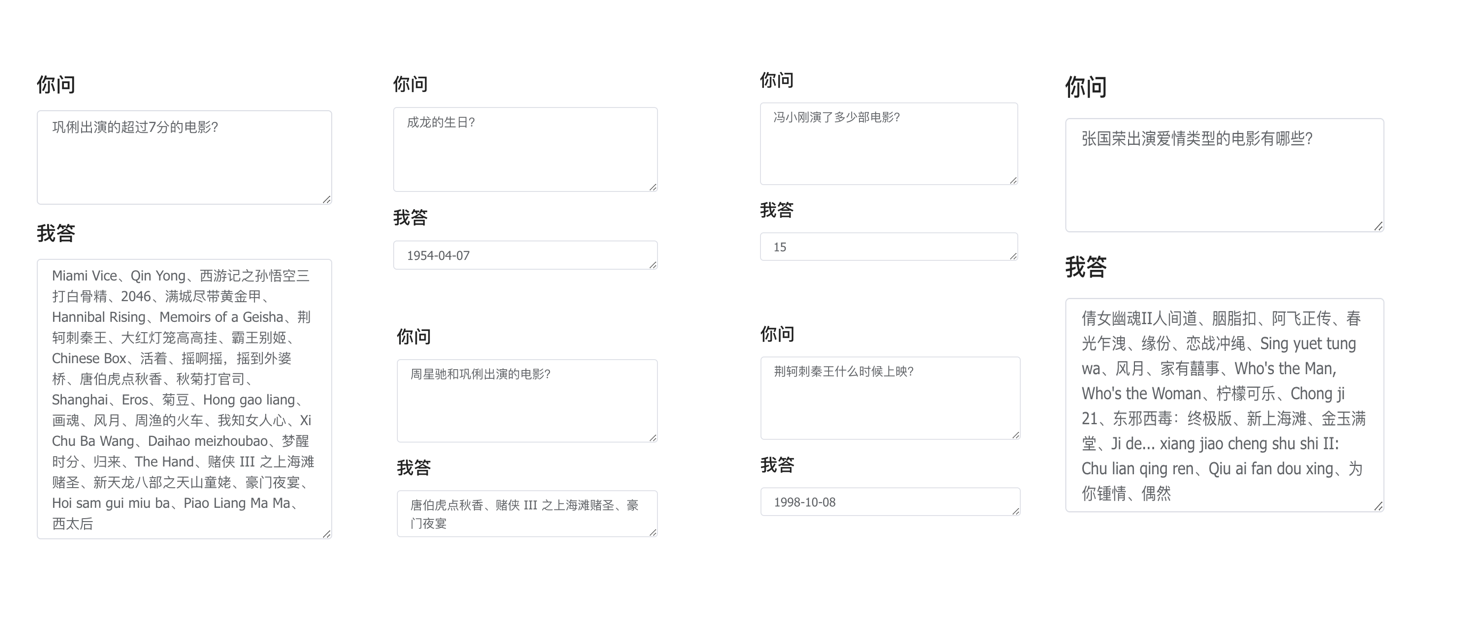 你问
巩俐出演的超过7分的电影?
我答
Miami Vice、Qin Yong、西游记之孙悟空三
打白骨精、2046、满城尽带黄金甲、
Hannibal Rising、Memoirs of a Geisha、荆
轲刺秦王、大红灯笼高高挂、霸王别姬、
Chinese Box、活着、摇啊摇，摇到外婆
桥、唐伯虎点秋香、秋菊打官司、
Shanghai、Eros、菊豆、Hong gao liang、
画魂、风月、周渔的火车、我知女人心、Xi
Chu Ba Wang、Daihao meizhoubao、梦醒
时分、归来、The Hand、赌侠 III 之上海滩
赌圣、新天龙八部之天山童姥、豪门夜宴、
Hoi sam gui miu ba、Piao Liang Ma Ma、
西太后
你问
成龙的生日?
我答
1954-04-07
你问
周星驰和巩俐出演的电影?
我答
唐伯虎点秋香、赌侠 III 之上海滩赌圣、豪
门夜宴
你问
冯小刚演了多少部电影?
我答
15
你问
荆轲刺秦王什么时候上映?
我答
1998-10-08
你问
张国荣出演爱情类型的电影有哪些?
我答
倩女幽魂II人间道、胭脂扣、阿飞正传、春
光乍洩、缘份、恋战冲绳、Sing yuet tung
wa、风月、家有囍事、Who's the Man,
Who's the Woman、柠檬可乐、Chong ji
21、东邪西毒：终极版、新上海滩、金玉满
堂、Ji de... xiang jiao cheng shu shi II:
Chu lian qing ren、Qiu ai fan dou xing、为
你锺情、偶然